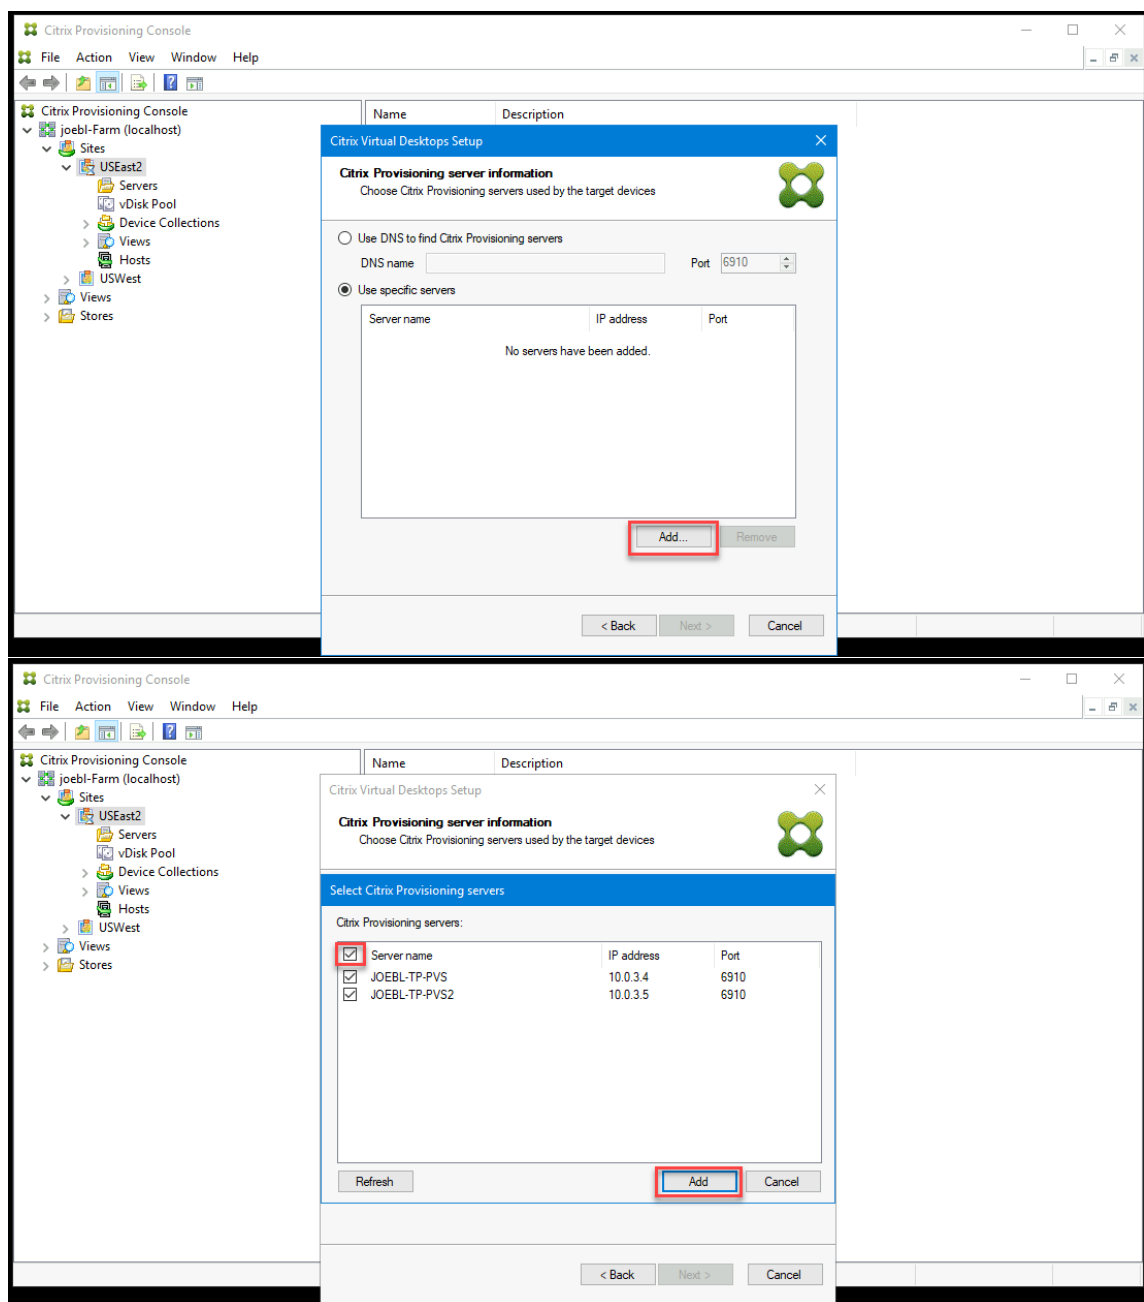 Citrix Provisioning Console
File Action View Window Help
Citrix Provisioning Console
joebl-Farm (localhost)
Sites
USEast2
Servers
vDisk Pool
Device Collections
Views
Hosts
USWest
Views
Stores
Name Description
Citrix Virtual Desktops Setup
Citrix Provisioning server information
Choose Citrix Provisioning servers used by the target devices
Use DNS to find Citrix Provisioning servers
DNS name Port 6910
Use specific servers
Server name IP address Port
No servers have been added.
Add... Remove
< Back Next > Cancel
Citrix Provisioning Console
File Action View Window Help
Citrix Provisioning Console
joebl-Farm (localhost)
Sites
USEast2
Servers
vDisk Pool
Device Collections
Views
Hosts
USWest
Views
Stores
Name Description
Citrix Virtual Desktops Setup
Citrix Provisioning server information
Choose Citrix Provisioning servers used by the target devices
Select Citrix Provisioning servers
Citrix Provisioning servers:
Server name IP address Port
JOEBL-TP-PVS 10.0.3.4 6910
JOEBL-TP-PVS2 10.0.3.5 6910
Refresh Add Cancel
< Back Next > Cancel